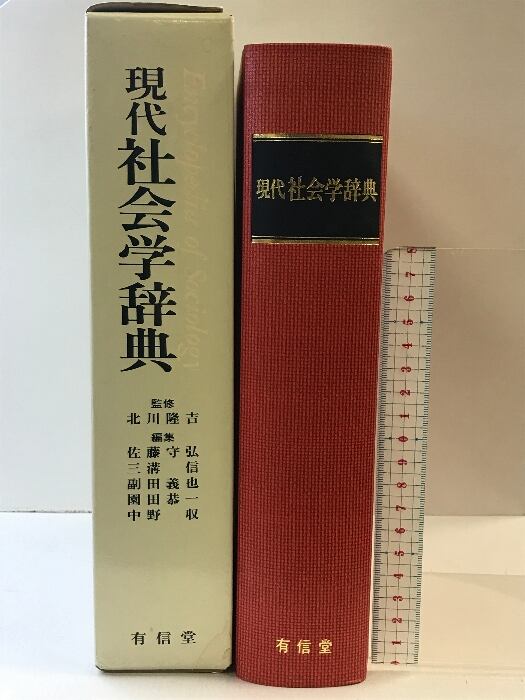 現代社会学辞典
Encyclopedia of Sociology
監修
北川隆吉
編集
佐藤守弘
三溝信
副田義也
園田恭一
中野収
有信堂
現代社会学辞典
有信堂